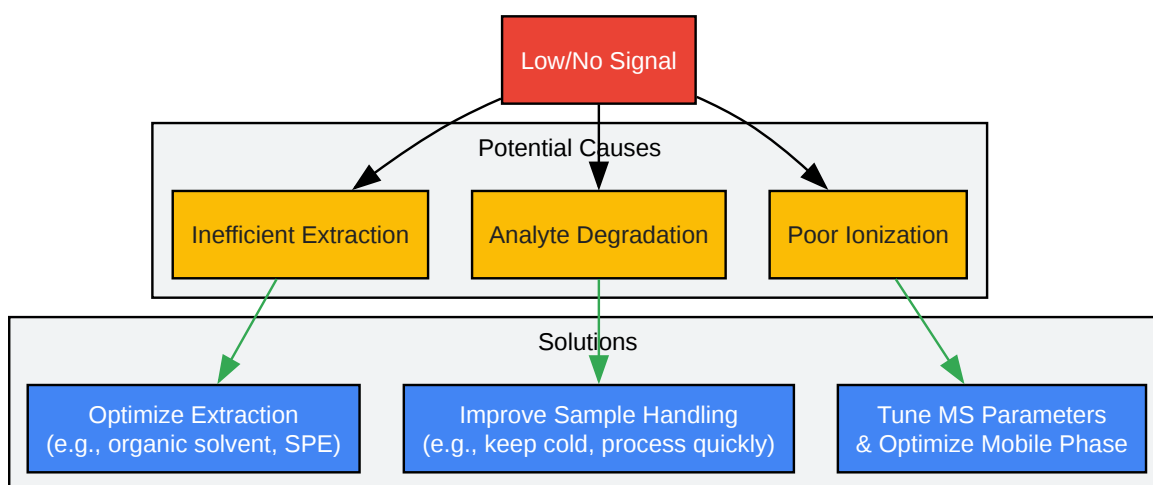 Low/No Signal
Potential Causes
Inefficient Extraction
Analyte Degradation
Poor Ionization
Solutions
Optimize Extraction
(e.g., organic solvent, SPE)
Improve Sample Handling
(e.g., keep cold, process quickly)
Tune MS Parameters
& Optimize Mobile Phase